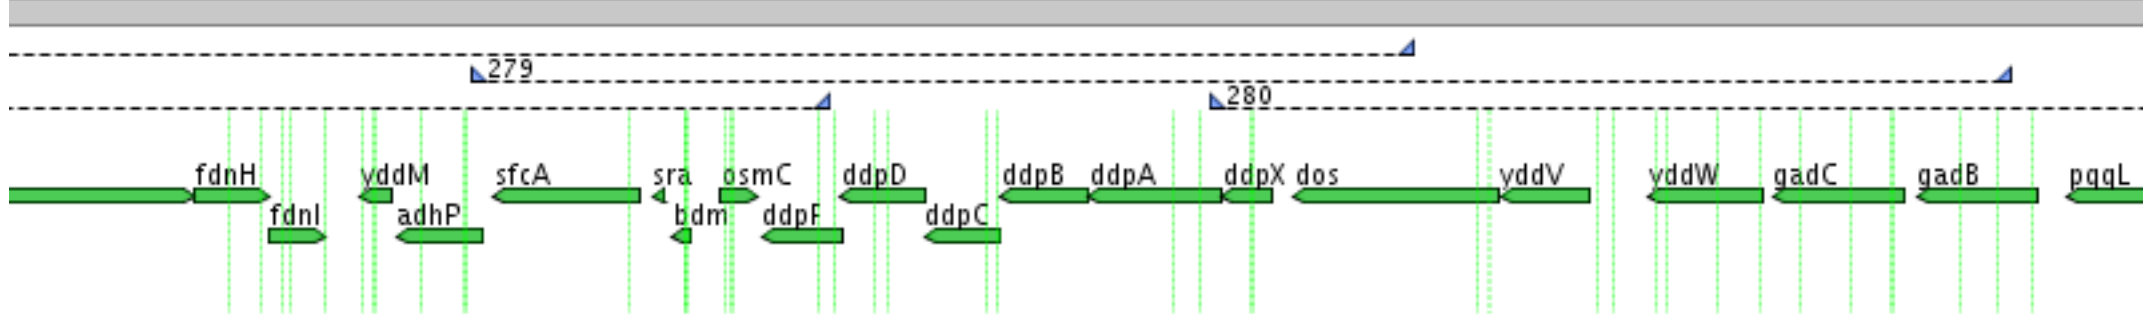 279
280
fdnH yddM sfcA sra osmC ddpD ddpB ddpA ddpX dos yddV yddW gadC gadB pqqL
fdnI adhP bdm ddpF ddpC